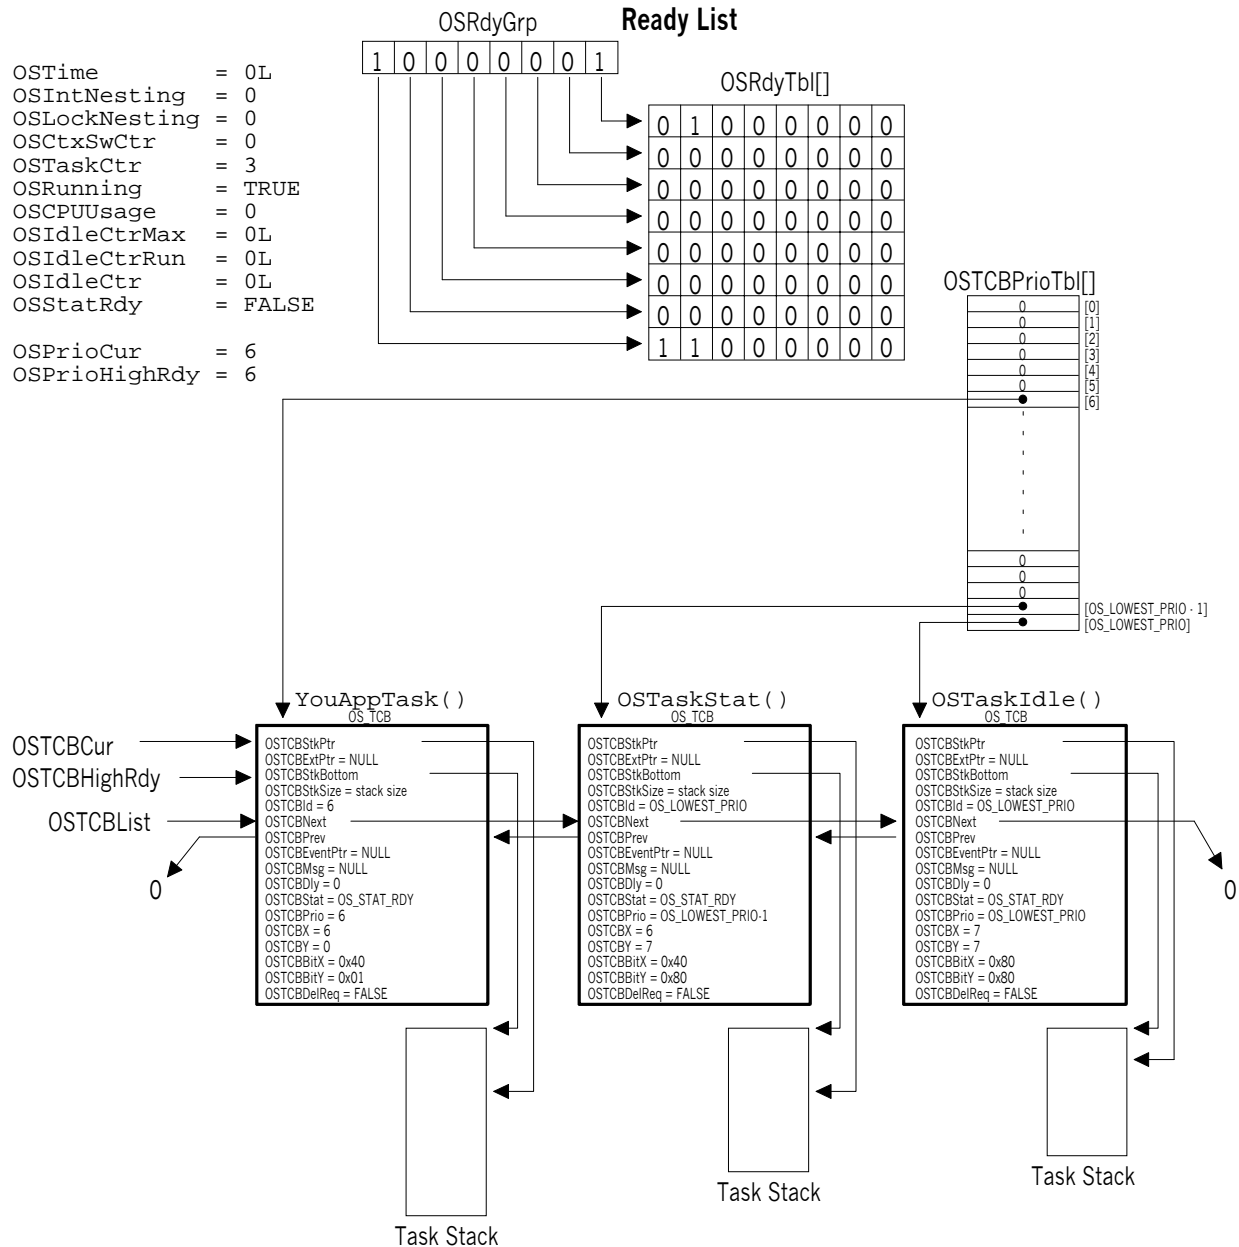 Ready List
OSRdyGrp
1 0 0 0 0 0 0 1
OSTime = 0L
OSIntNesting = 0
OSLockNesting = 0
OSCtxSwCtr = 0
OSTaskCtr = 3
OSRunning = TRUE
OSCPUUsage = 0
OSIdleCtrMax = 0L
OSIdleCtrRun = 0L
OSIdleCtr = 0L
OSStatRdy = FALSE
OSPrioCur = 6
OSPrioHighRdy = 6
OSRdyTbl[]
0 1 0 0 0 0 0 0
0 0 0 0 0 0 0 0
0 0 0 0 0 0 0 0
0 0 0 0 0 0 0 0
0 0 0 0 0 0 0 0
0 0 0 0 0 0 0 0
0 0 0 0 0 0 0 0
1 1 0 0 0 0 0 0
OSTCBPrioTbl[]
0 [0]
0 [1]
0 [2]
0 [3]
0 [4]
0 [5]
[6]
0
0
0
[OS_LOWEST_PRIO - 1]
[OS_LOWEST_PRIO]
OSTCBCur
OSTCBHighRdy
OSTCBList
0
YouAppTask()
OS_TCB
OSTCBStkPtr
OSTCBExtPtr = NULL
OSTCBStkBottom
OSTCBStkSize = stack size
OSTCBId = 6
OSTCBNext
OSTCBPrev
OSTCBEventPtr = NULL
OSTCBMsg = NULL
OSTCBDly = 0
OSTCBStat = OS_STAT_RDY
OSTCBPrio = 6
OSTCBX = 6
OSTCBY = 0
OSTCBBitX = 0x40
OSTCBBitY = 0x01
OSTCBDelReq = FALSE
Task Stack
OSTaskStat()
OS_TCB
OSTCBStkPtr
OSTCBExtPtr = NULL
OSTCBStkBottom
OSTCBStkSize = stack size
OSTCBId = OS_LOWEST_PRIO
OSTCBNext
OSTCBPrev
OSTCBEventPtr = NULL
OSTCBMsg = NULL
OSTCBDly = 0
OSTCBStat = OS_STAT_RDY
OSTCBPrio = OS_LOWEST_PRIO-1
OSTCBX = 6
OSTCBY = 7
OSTCBBitX = 0x40
OSTCBBitY = 0x80
OSTCBDelReq = FALSE
Task Stack
OSTaskIdle()
OS_TCB
OSTCBStkPtr
OSTCBExtPtr = NULL
OSTCBStkBottom
OSTCBStkSize = stack size
OSTCBId = OS_LOWEST_PRIO
OSTCBNext
OSTCBPrev
OSTCBEventPtr = NULL
OSTCBMsg = NULL
OSTCBDly = 0
OSTCBStat = OS_STAT_RDY
OSTCBPrio = OS_LOWEST_PRIO
OSTCBX = 7
OSTCBY = 7
OSTCBBitX = 0x80
OSTCBBitY = 0x80
OSTCBDelReq = FALSE
Task Stack
0